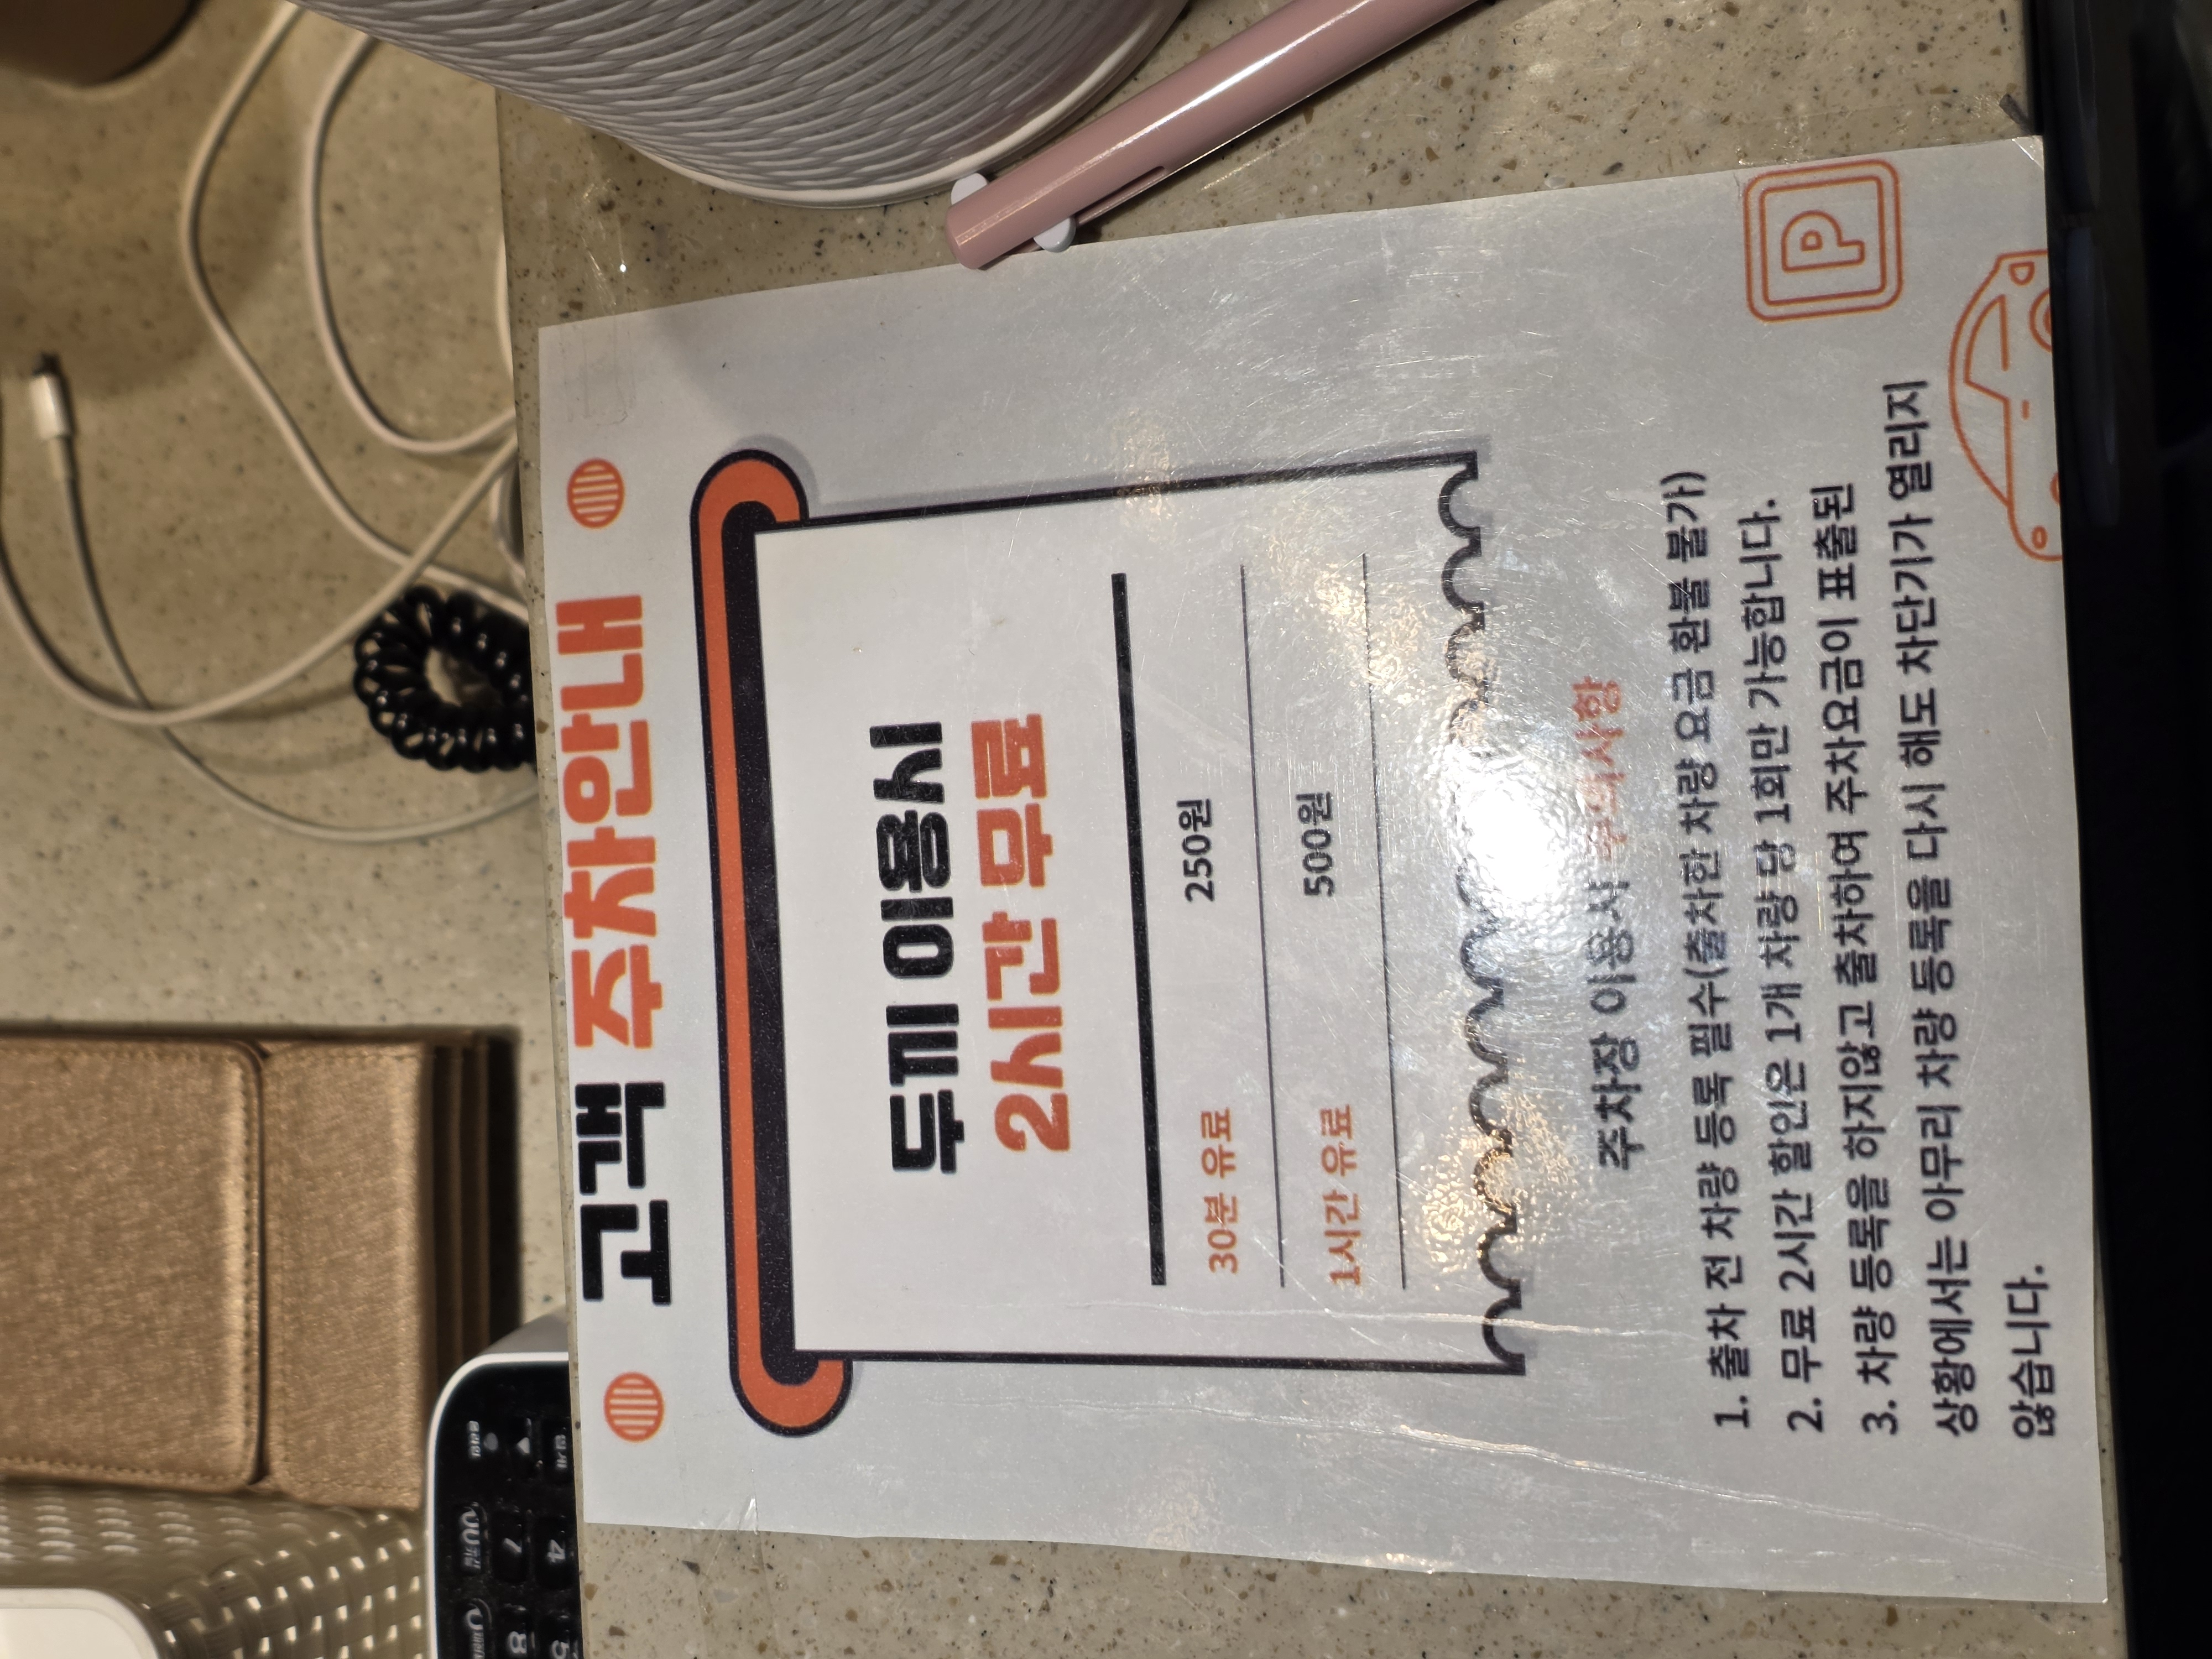 고객 주차안내
두끼 이용시
2시간 무료
30분 유료 250원
1시간 유료 500원
주차장 이용시 주의사항
1. 출차 전 차량 등록 필수(출차한 차량 요금 환불 불가)
2. 무료 2시간 할인은 1개 차량 당 1회만 가능합니다.
3. 차량 등록을 하지않고 출차하여 주차요금이 표출된
상황에서는 아무리 차량 등록을 다시 해도 차단기가 열리지
않습니다.
P
7
4
8
5